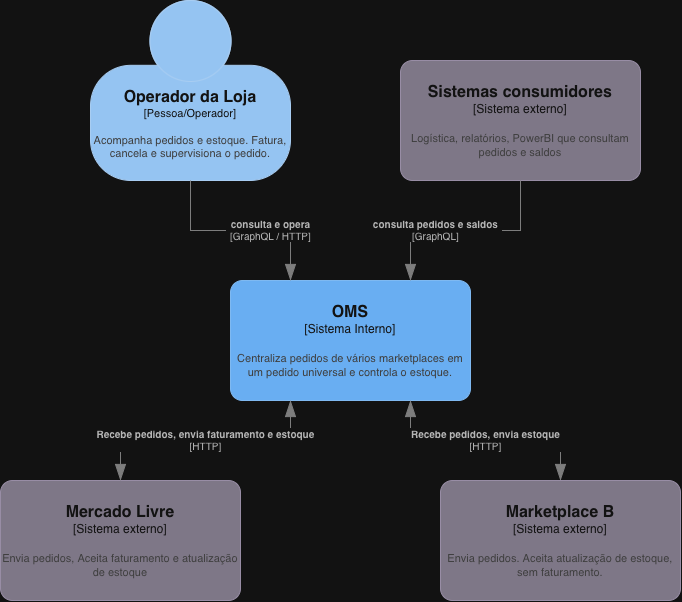 Operador da Loja
[Pessoa/Operador]
Acompanha pedidos e estoque. Fatura,
cancela e supervisiona o pedido.
Sistemas consumidores
[Sistema externo]
Logística, relatórios, PowerBI que consultam
pedidos e saldos
consulta e opera
[GraphQL / HTTP]
consulta pedidos e saldos
[GraphQL]
OMS
[Sistema Interno]
Centraliza pedidos de vários marketplaces em
um pedido universal e controla o estoque.
Recebe pedidos, envia faturamento e estoque
[HTTP]
Recebe pedidos, envia estoque
[HTTP]
Mercado Livre
[Sistema externo]
Envia pedidos, Aceita faturamento e atualização
de estoque
Marketplace B
[Sistema externo]
Envia pedidos. Aceita atualização de estoque,
sem faturamento.